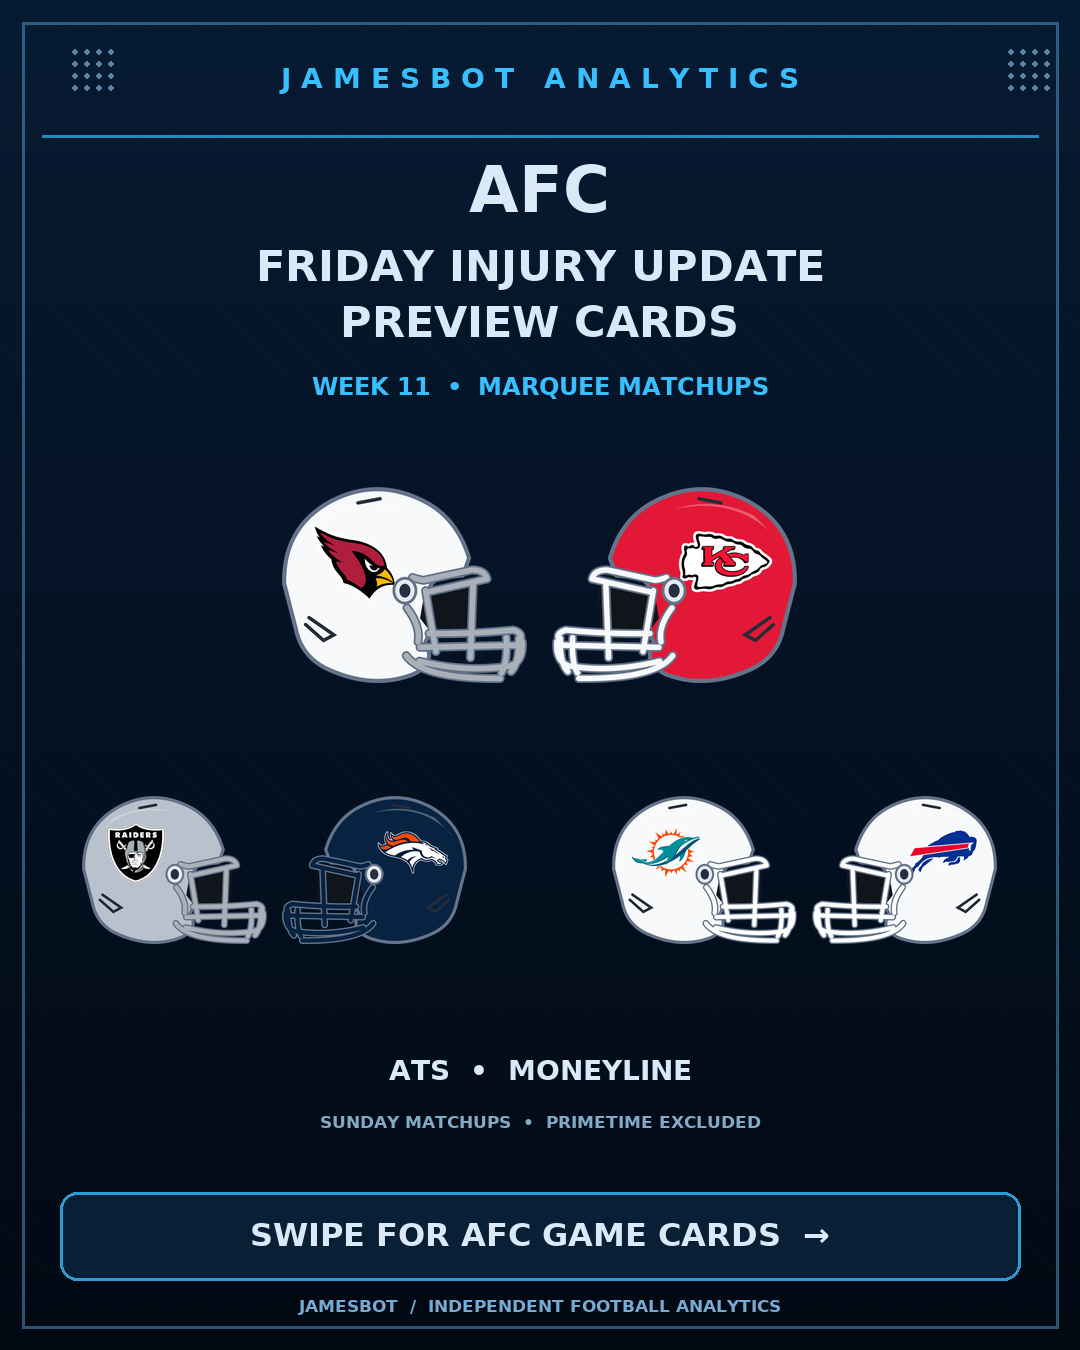 JAMESBOT ANALYTICS
AFC
FRIDAY INJURY UPDATE
PREVIEW CARDS
WEEK 11 • MARQUEE MATCHUPS
KC
RAIDERS
ATS • MONEYLINE
SUNDAY MATCHUPS • PRIMETIME EXCLUDED
SWIPE FOR AFC GAME CARDS →
JAMESBOT / INDEPENDENT FOOTBALL ANALYTICS